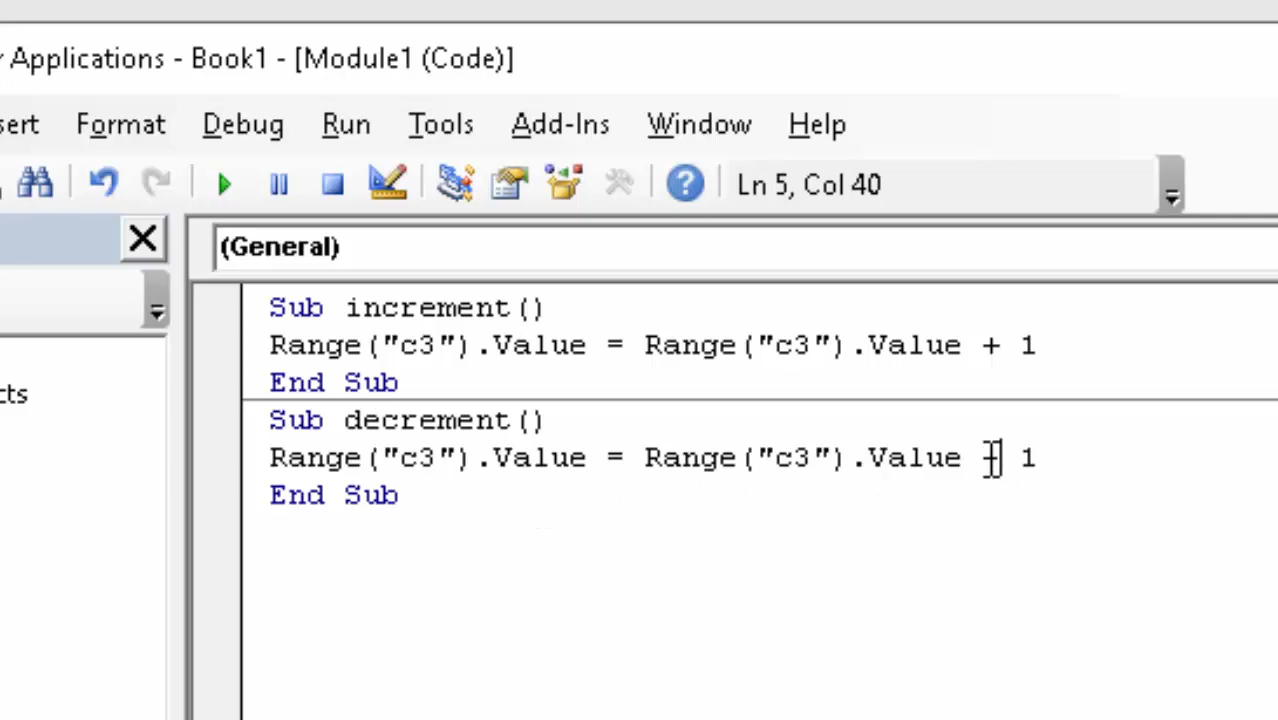 r Applications - Book1 - [Module1 (Code)]
sert Format Debug Run Tools Add-Ins Window Help
Ln 5, Col 40
(General)
Sub increment()
Range("c3").Value = Range("c3").Value + 1
End Sub
cts
Sub decrement()
Range("c3").Value = Range("c3").Value 1
End Sub